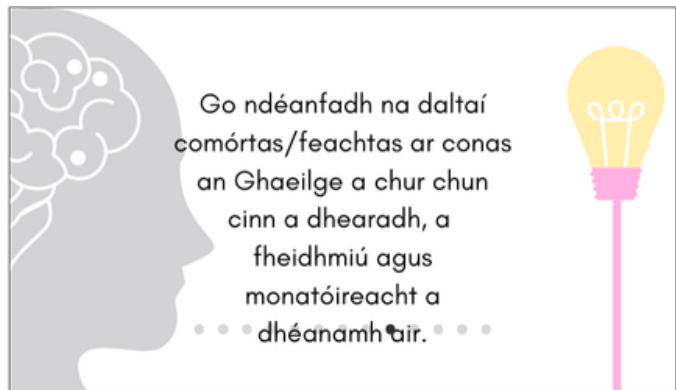 Go ndéanfadh na daltaí
comórtas/feachtas ar conas
an Ghaeilge a chur chun
cinn a dhearadh, a
fheidhmiú agus
monatóireacht a
dhéanamh air.